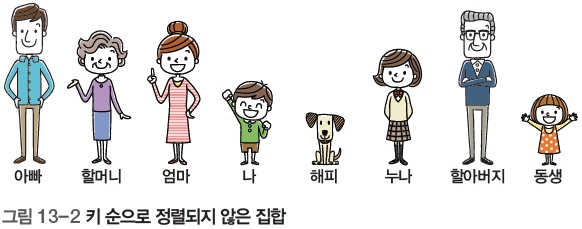 아빠 할머니 엄마 나 해피 누나 할아버지 동생
그림 13-2 키 순으로 정렬되지 않은 집합